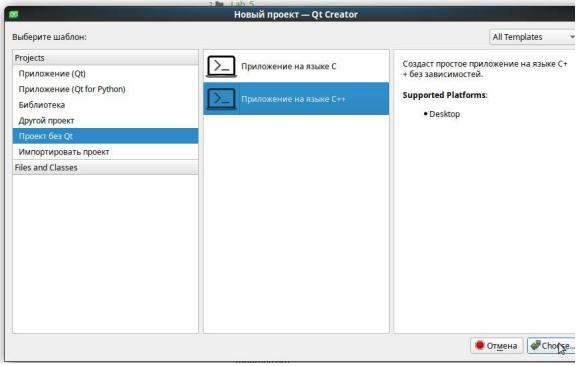 Lab_5
Новый проект — Qt Creator
Выберите шаблон:
All Templates
Projects
Приложение (Qt)
Приложение (Qt for Python)
Библиотека
Другой проект
Проект без Qt
Импортировать проект
Files and Classes
Приложение на языке C
Приложение на языке C++
Создаст простое приложение на языке C+
+ без зависимостей.
Supported Platforms:
• Desktop
Отмена
Choose...